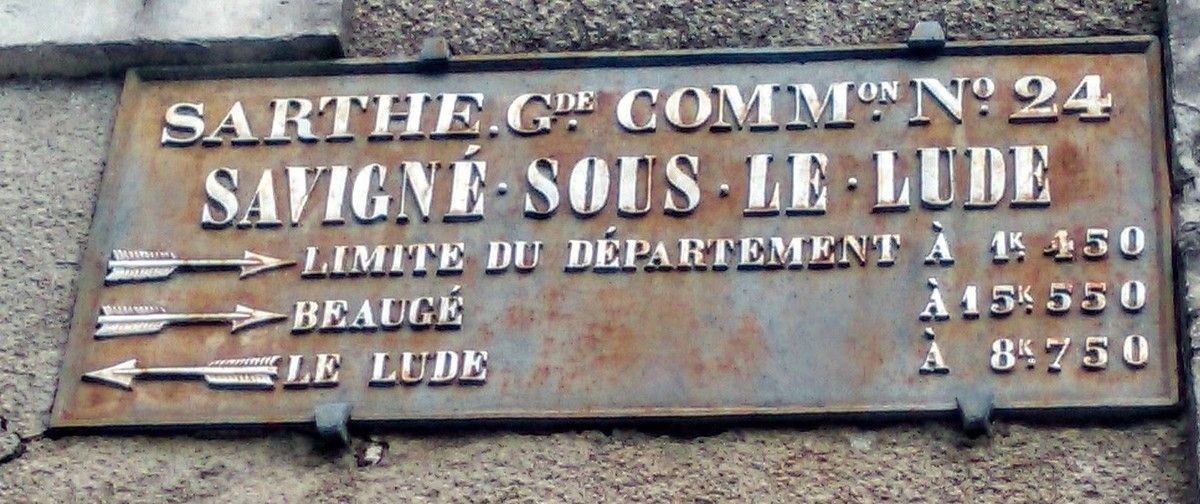 SARTHE. Gde. COMMon. No. 24
SAVIGNÉ·SOUS·LE·LUDE
LIMITE DU DÉPARTEMENT À 1K. 450
BEAUGÉ À 15K. 550
LE LUDE À 8K. 750